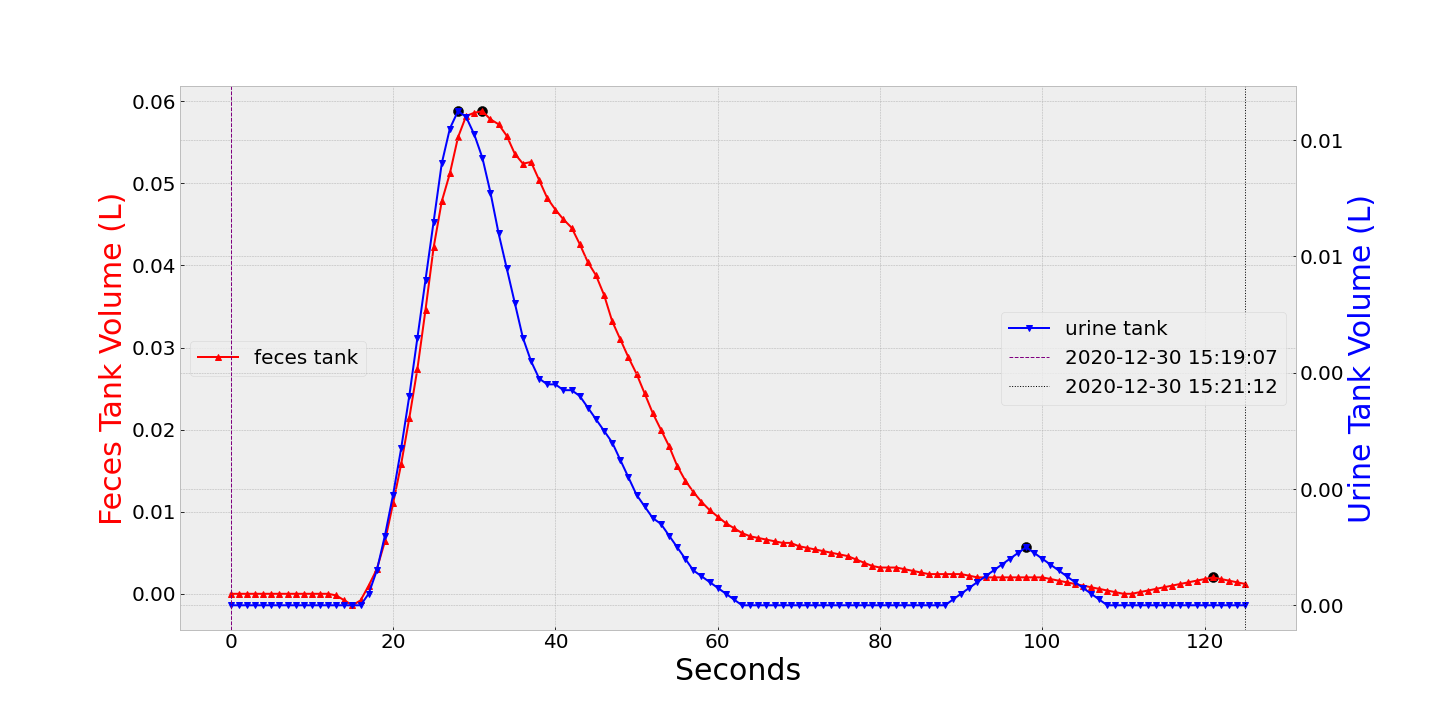 Feces Tank Volume (L)
0.06
0.05
0.04
0.03
0.02
0.01
0.00
feces tank
urine tank
2020-12-30 15:19:07
2020-12-30 15:21:12
0.01
0.01
0.00
0.00
0.00
Urine Tank Volume (L)
0 20 40 60 80 100 120
Seconds